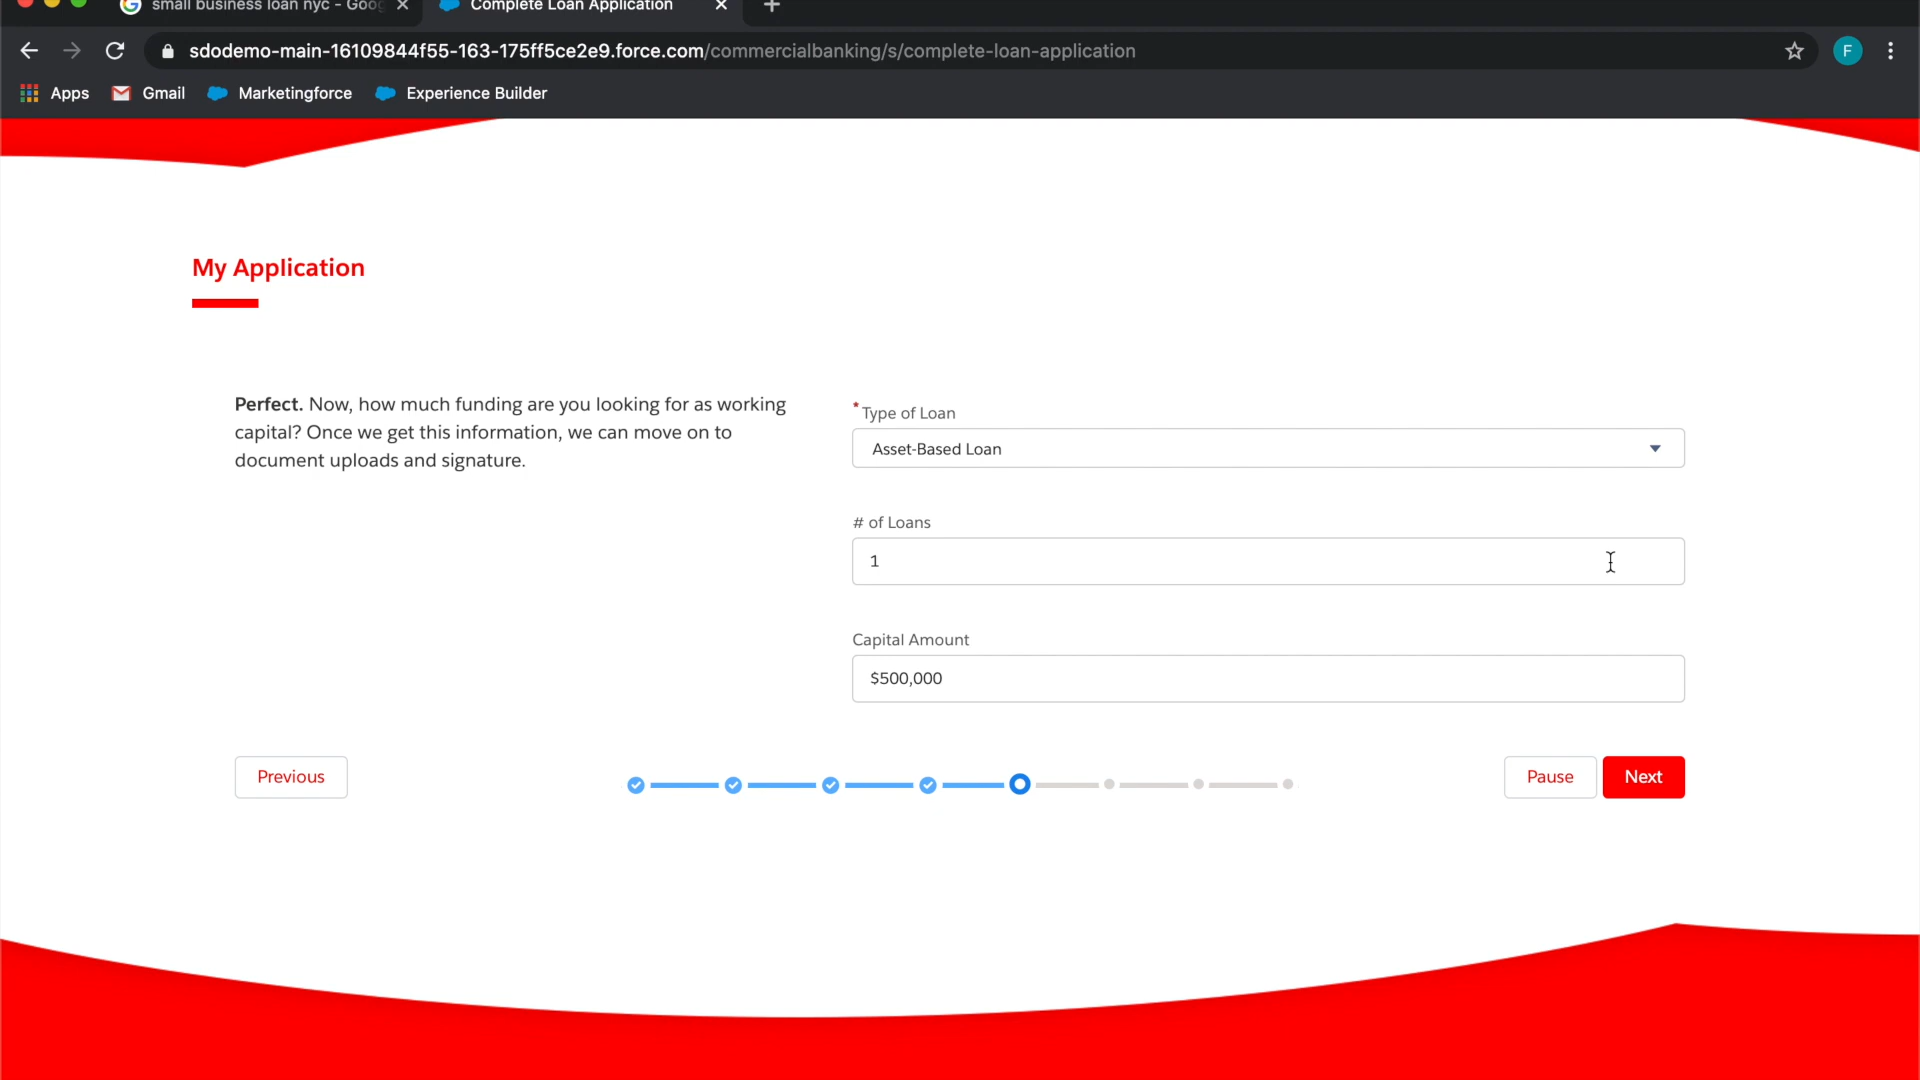 small business loan nyc - Goog
Complete Loan Application
sdodemo-main-16109844f55-163-175ff5ce2e9.force.com/commercialbanking/s/complete-loan-application
F
Apps
Gmail
Marketingforce
Experience Builder
My Application
Perfect. Now, how much funding are you looking for as working
capital? Once we get this information, we can move on to
document uploads and signature.
* Type of Loan
Asset-Based Loan
# of Loans
1
Capital Amount
$500,000
Previous
Pause
Next